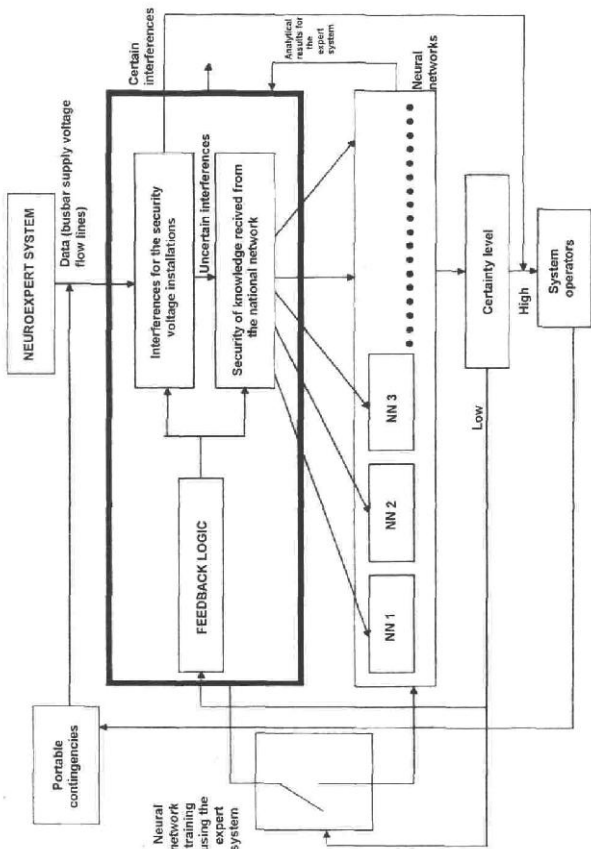 NEUROEXPERT SYSTEM
Data (busbar supply voltage
flow lines)
Portable
contingencies
Certain
interferences
Interferences for the security
voltage installations
Uncertain interferences
Security of knowledge recived from
the national network
FEEDBACK LOGIC
Analytical
results for
the
expert
system
Neural
networks
NN 1
NN 2
NN 3
Neural
network
training
using the
expert
system
Certainty level
Low
High
System
operators